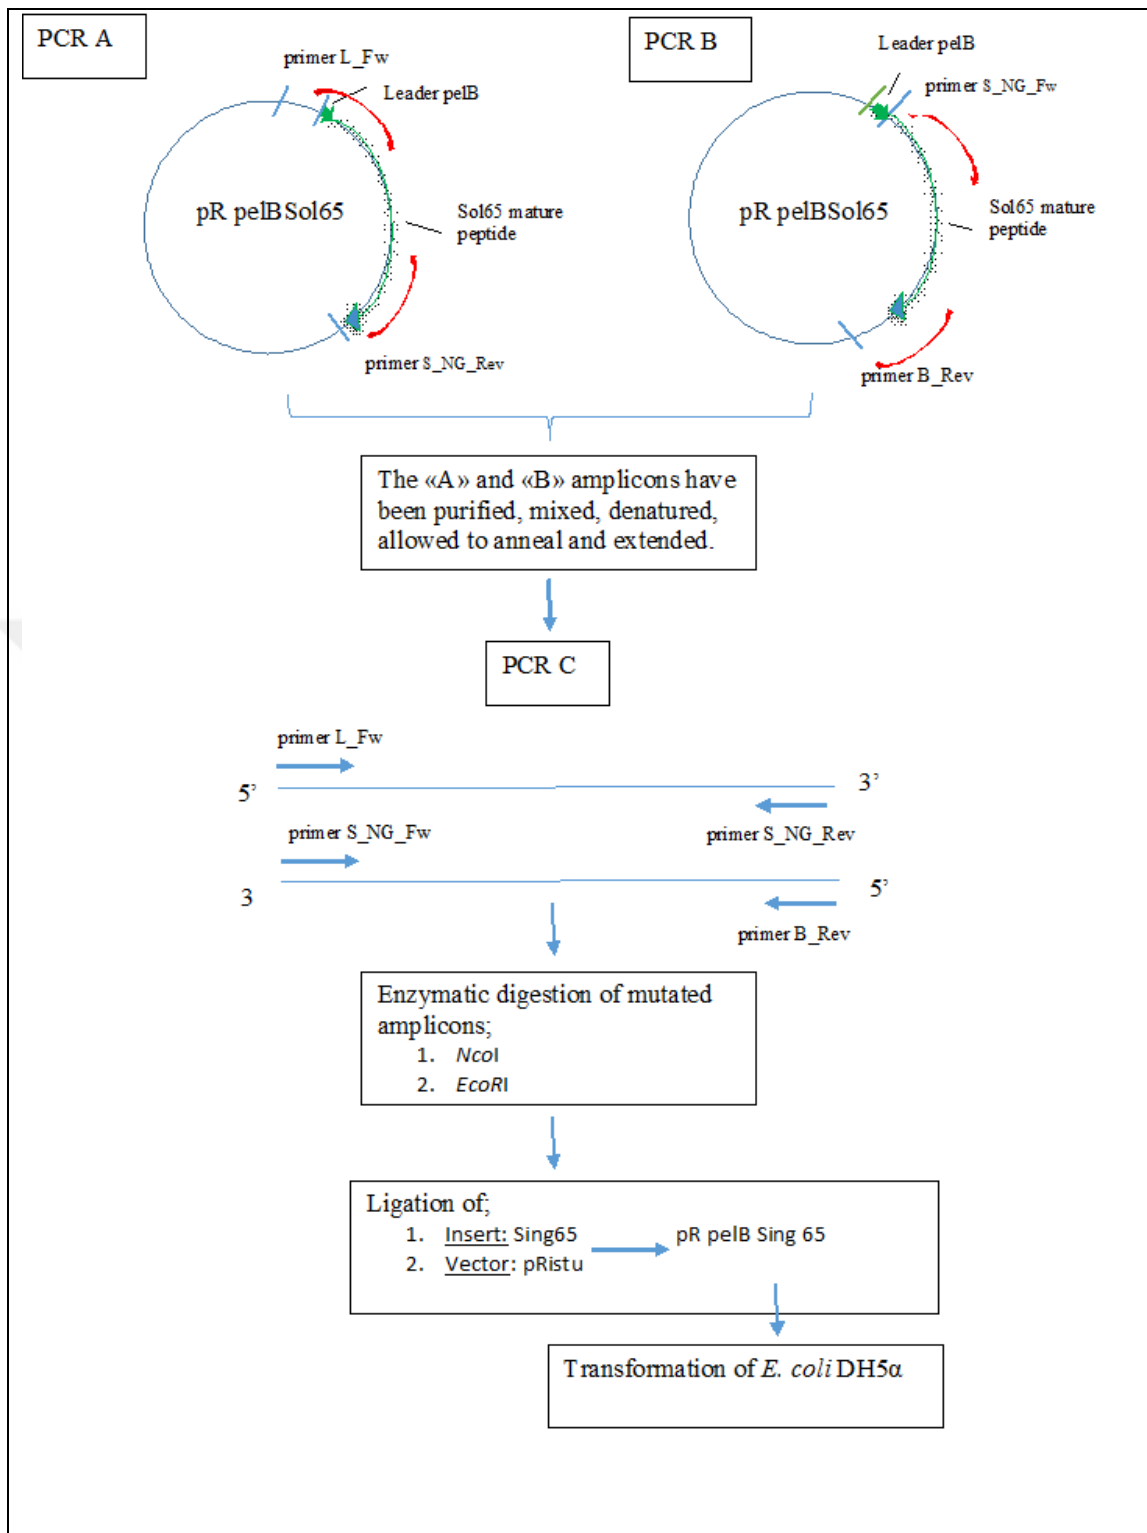 PCR A
primer L_Fw
Leader pelB
pR pelBSol65
Sol65 mature
peptide
primer S_NG_Rev
PCR B
Leader pelB
primer S_NG_Fw
pR pelBSol65
Sol65 mature
peptide
primer B_Rev
The «A» and «B» amplicons have
been purified, mixed, denatured,
allowed to anneal and extended.
PCR C
primer L_Fw
5’
3’
primer S_NG_Fw
primer S_NG_Rev
3
5’
primer B_Rev
Enzymatic digestion of mutated
amplicons;
1. NcoI
2. EcoRI
Ligation of;
1. Insert: Sing65
pR pelB Sing 65
2. Vector: pRistu
Transformation of E. coli DH5α